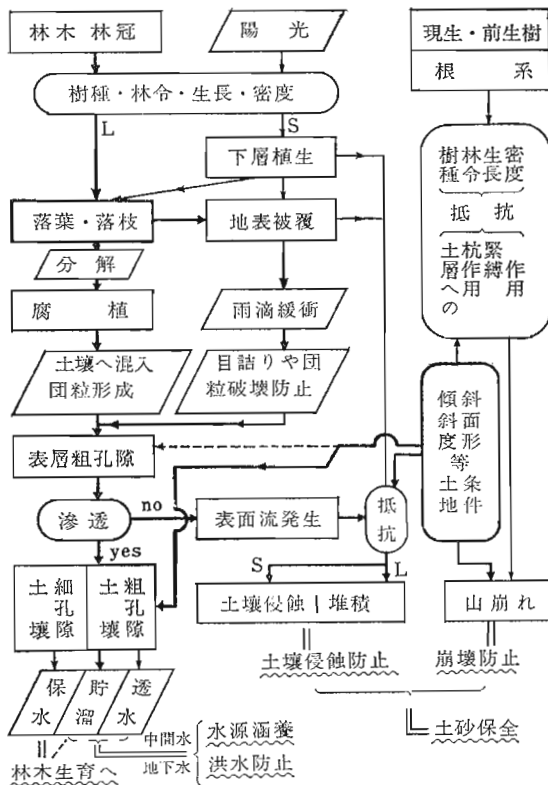 林木林冠
陽光
現生・前生樹
根系
樹種・林令・生長・密度
L
S
下層植生
樹種
林令
生長
密度
抵抗
土層への
杭作用
緊縛作用
落葉・落枝
地表被覆
分解
腐植
雨滴緩衝
土壌へ混入
団粒形成
目詰りや団
粒破壊防止
傾斜
斜面
度形
等
土条
地件
表層粗孔隙
滲透
no
表面流発生
抵抗
yes
S
L
土壌
細孔隙
土壌
粗孔隙
土壌侵蝕|堆積
山崩れ
土壌侵蝕防止
崩壊防止
保水
貯溜
透水
土砂保全
中間水
地下水
水源涵養
洪水防止
林木生育へ